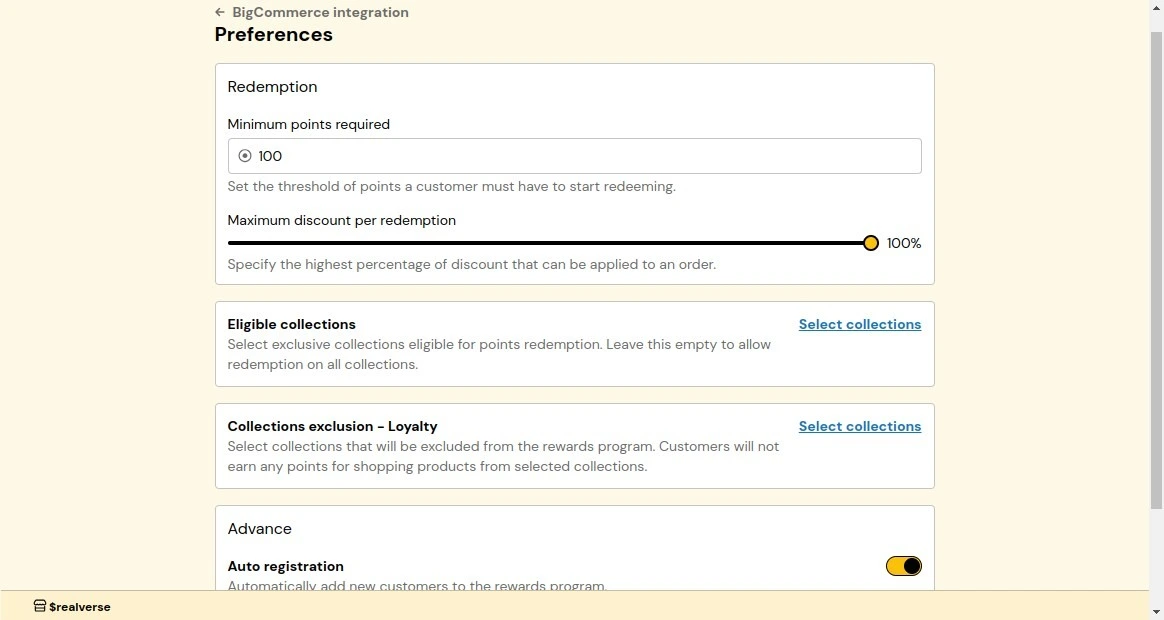 ← BigCommerce integration
Preferences
Redemption
Minimum points required
100
Set the threshold of points a customer must have to start redeeming.
Maximum discount per redemption
100%
Specify the highest percentage of discount that can be applied to an order.
Eligible collections
Select collections
Select exclusive collections eligible for points redemption. Leave this empty to allow
redemption on all collections.
Collections exclusion - Loyalty
Select collections
Select collections that will be excluded from the rewards program. Customers will not
earn any points for shopping products from selected collections.
Advance
Auto registration
Automatically add new customers to the rewards program.
$realverse